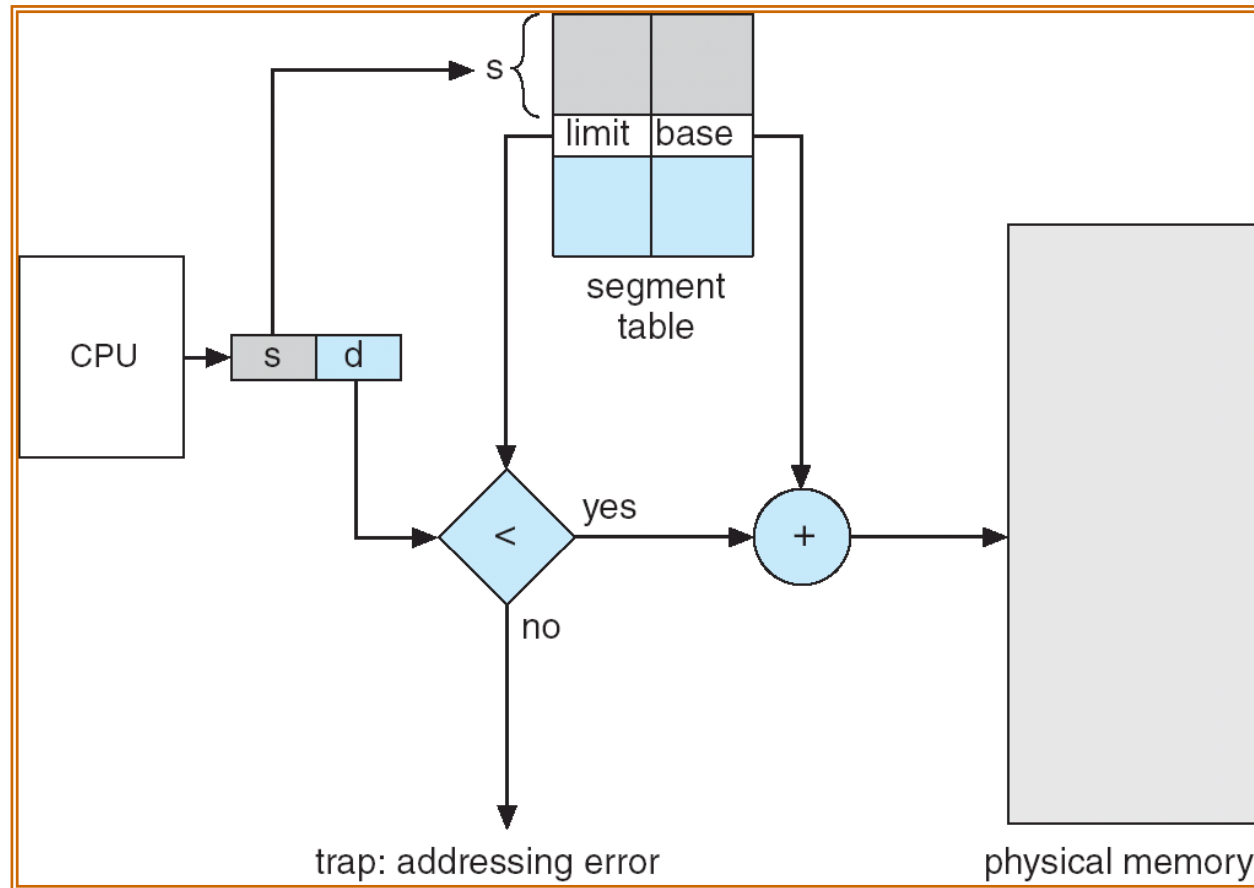 s
limit base
segment
table
CPU
s d
yes
<
+
no
trap: addressing error
physical memory